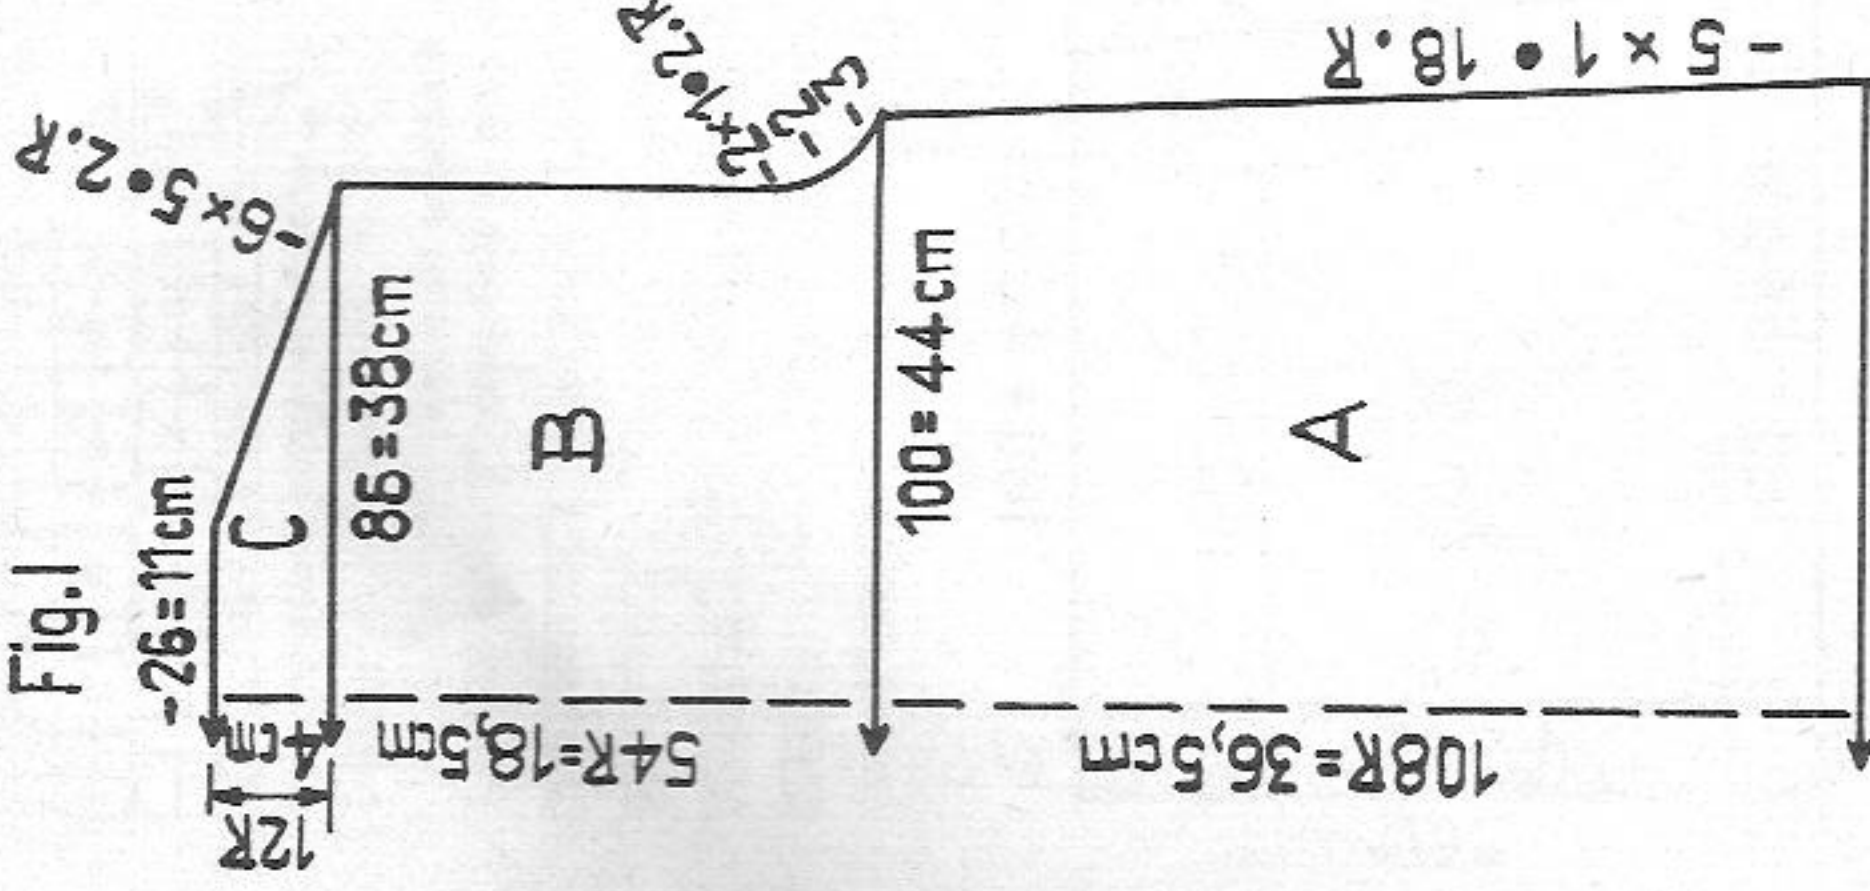 Fig.1
-26=11cm
C
-6×5•2.R
4cm
12R
86=38cm
B
54R=18,5cm
-2×1•2.R
-2
-3
100=44cm
A
108R=36,5cm
-5×1•18.R